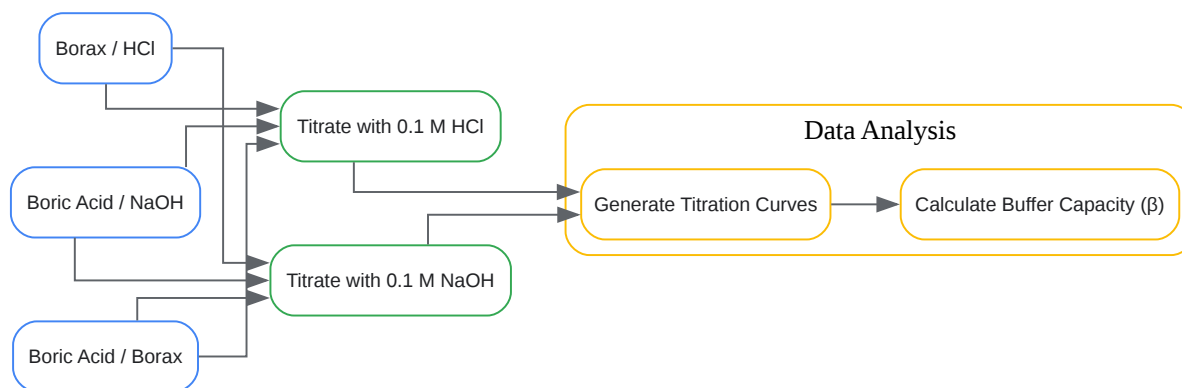 Borax / HCl
Boric Acid / NaOH
Boric Acid / Borax
Titrate with 0.1 M HCl
Titrate with 0.1 M NaOH
Data Analysis
Generate Titration Curves
Calculate Buffer Capacity (β)